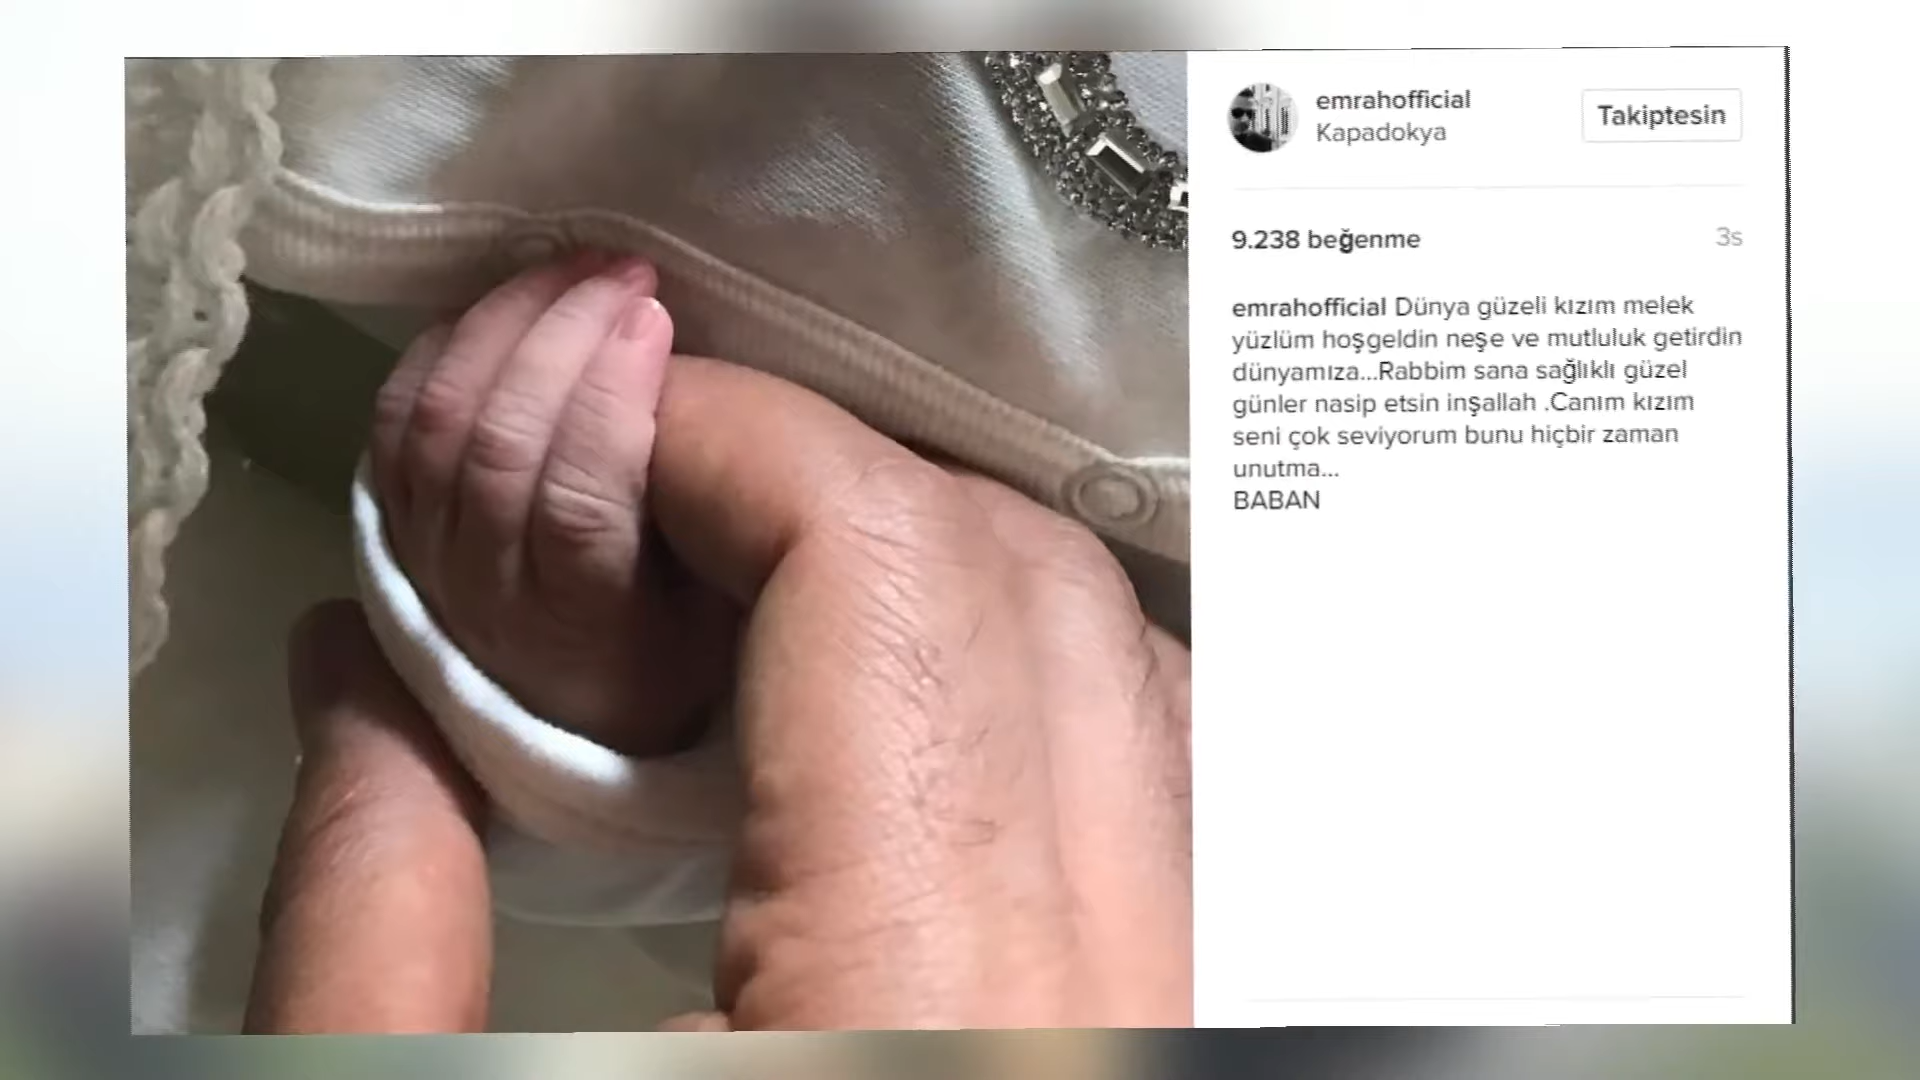 emrahofficial
Kapadokya
Takiptesin
9.238 beğenme
3s
emrahofficial Dünya güzeli kızım melek
yüzlüm hoşgeldin neşe ve mutluluk getirdin
dünyamıza...Rabbim sana sağlıklı güzel
günler nasip etsin inşallah .Canım kızım
seni çok seviyorum bunu hiçbir zaman
unutma...
BABAN